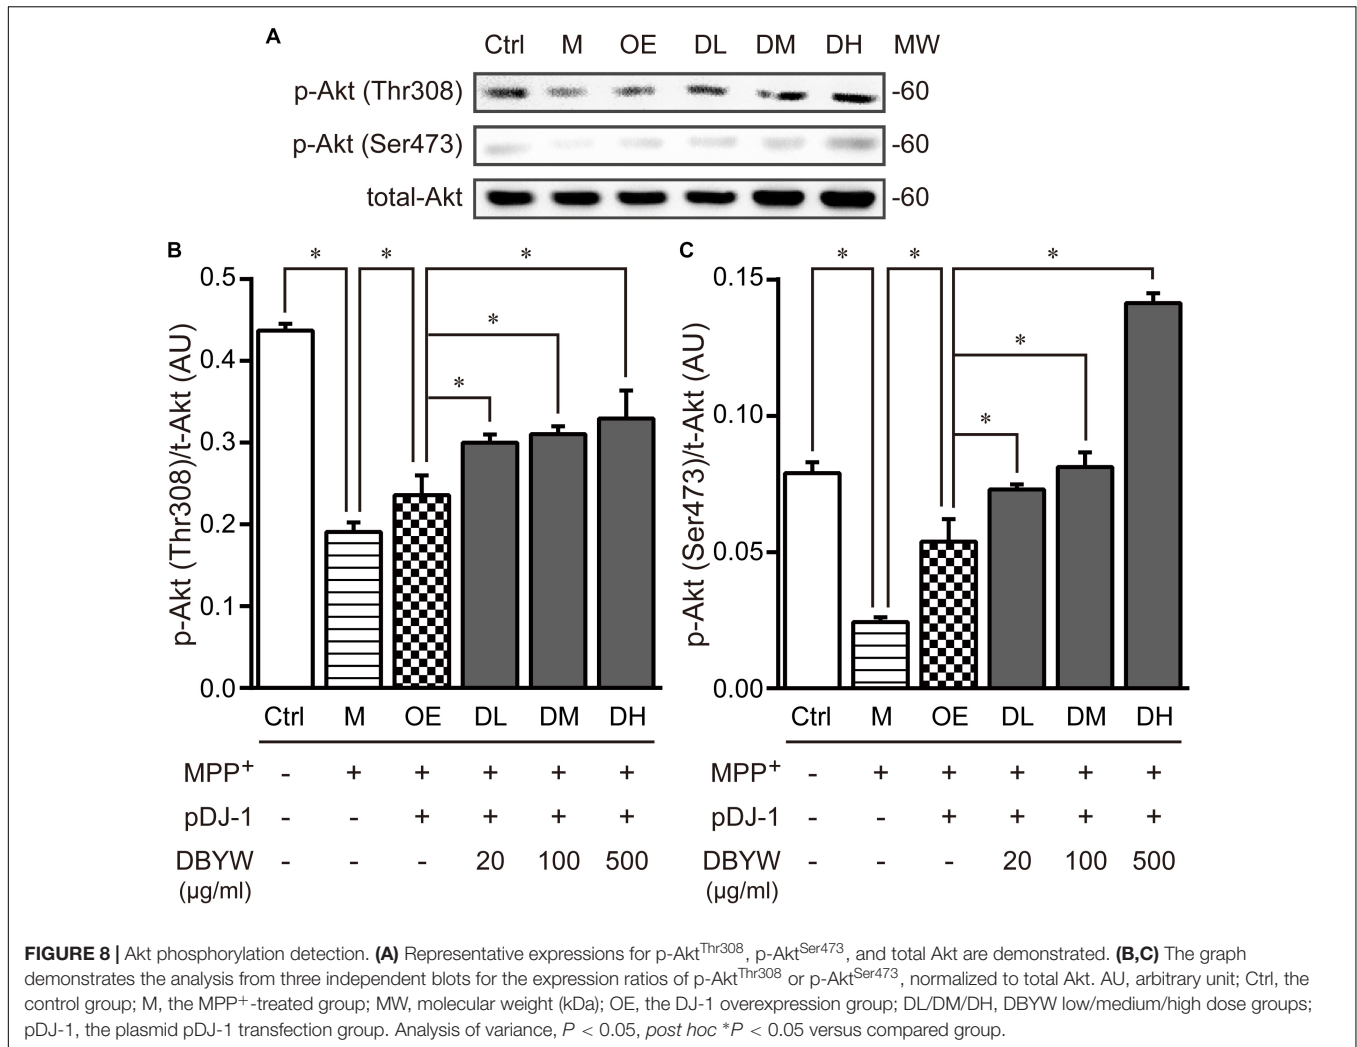 A
Ctrl M OE DL DM DH MW
p-Akt (Thr308) -60
p-Akt (Ser473) -60
total-Akt -60
B
* * *
*
*
p-Akt (Thr308)/t-Akt (AU)
0.5
0.4
0.3
0.2
0.1
0.0
Ctrl M OE DL DM DH
MPP+ - + + + + +
pDJ-1 - - + + + +
DBYW - - - 20 100 500
(µg/ml)
C
* * *
*
*
p-Akt (Ser473)/t-Akt (AU)
0.15
0.10
0.05
0.00
Ctrl M OE DL DM DH
MPP+ - + + + + +
pDJ-1 - - + + + +
DBYW - - - 20 100 500
(µg/ml)
FIGURE 8 | Akt phosphorylation detection. (A) Representative expressions for p-AktThr308, p-AktSer473, and total Akt are demonstrated. (B,C) The graph
demonstrates the analysis from three independent blots for the expression ratios of p-AktThr308 or p-AktSer473, normalized to total Akt. AU, arbitrary unit; Ctrl, the
control group; M, the MPP+-treated group; MW, molecular weight (kDa); OE, the DJ-1 overexpression group; DL/DM/DH, DBYW low/medium/high dose groups;
pDJ-1, the plasmid pDJ-1 transfection group. Analysis of variance, P < 0.05, post hoc *P < 0.05 versus compared group.